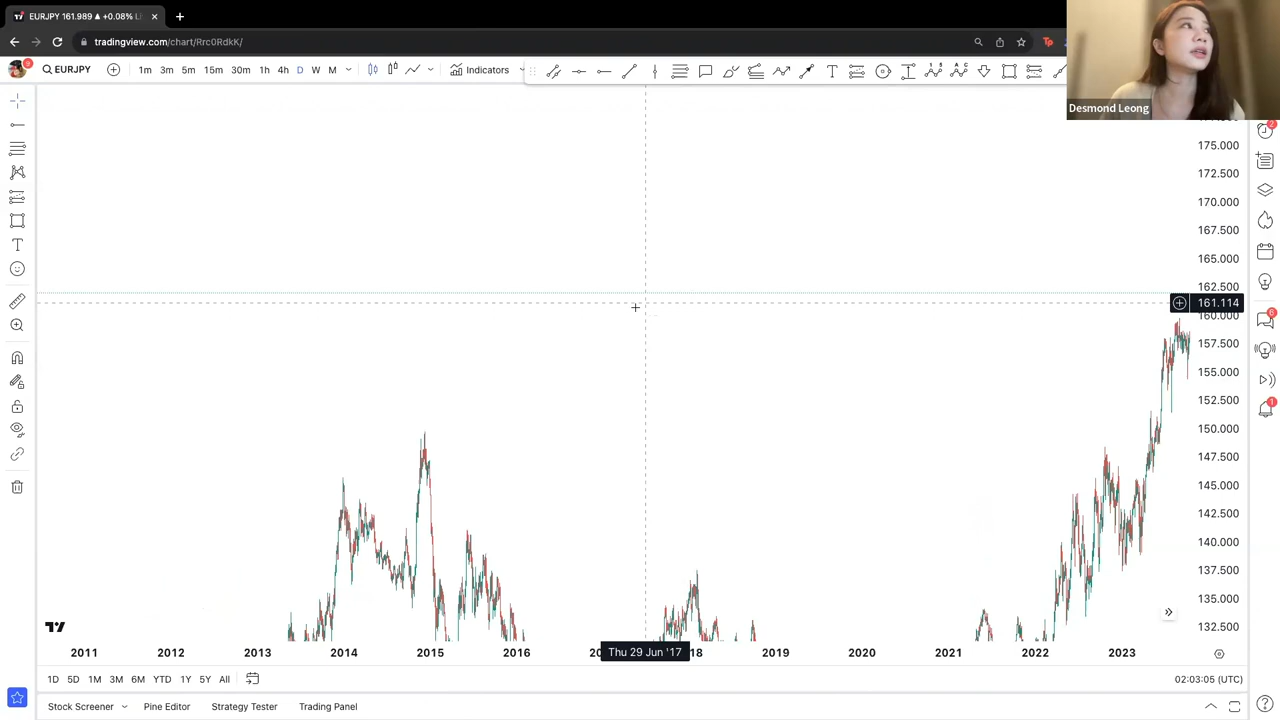 EURJPY 161.989 ▲ +0.08%
tradingview.com/chart/Rrc0RdkK/
Desmond Leong
EURJPY 1m 3m 5m 15m 30m 1h 4h D W M Indicators
175.000
172.500
170.000
167.500
165.000
162.500
161.114
160.000
157.500
155.000
152.500
150.000
147.500
145.000
142.500
140.000
137.500
135.000
132.500
2011 2012 2013 2014 2015 2016 Thu 29 Jun '17 2019 2020 2021 2022 2023
1D 5D 1M 3M 6M YTD 1Y 5Y All 02:03:05 (UTC)
Stock Screener Pine Editor Strategy Tester Trading Panel